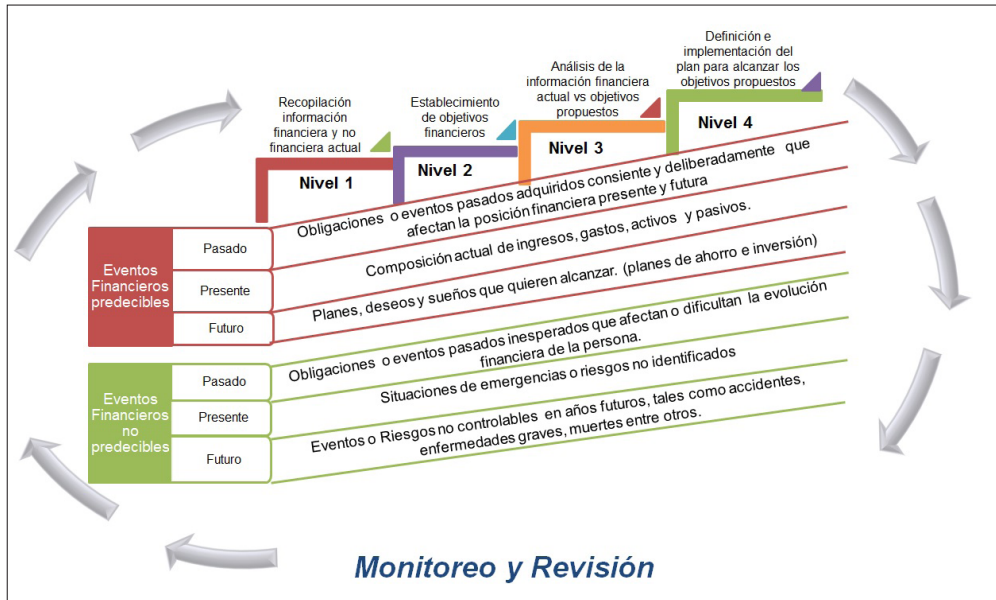 Recopilación
información
financiera y no
financiera actual
Nivel 1
Establecimiento
de objetivos
financieros
Nivel 2
Análisis de la
información financiera
actual vs objetivos
propuestos
Nivel 3
Definición e
implementación del
plan para alcanzar los
objetivos propuestos
Nivel 4
Eventos
Financieros
predecibles
Pasado
Obligaciones o eventos pasados adquiridos consiente y deliberadamente que
afectan la posición financiera presente y futura
Presente
Composición actual de ingresos, gastos, activos y pasivos.
Futuro
Planes, deseos y sueños que quieren alcanzar. (planes de ahorro e inversión)
Eventos
Financieros
no
predecibles
Pasado
Obligaciones o eventos pasados inesperados que afectan o dificultan la evolución
financiera de la persona.
Presente
Situaciones de emergencias o riesgos no identificados
Futuro
Eventos o Riesgos no controlables en años futuros, tales como accidentes,
enfermedades graves, muertes entre otros.
Monitoreo y Revisión